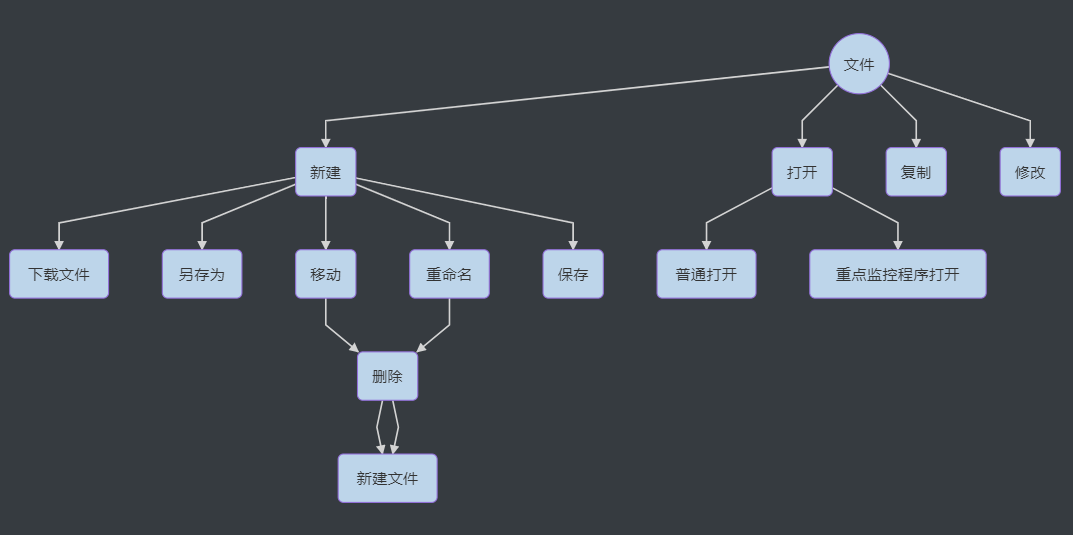 文件
新建
打开
复制
修改
下载文件
另存为
移动
重命名
保存
普通打开
重点监控程序打开
删除
新建文件